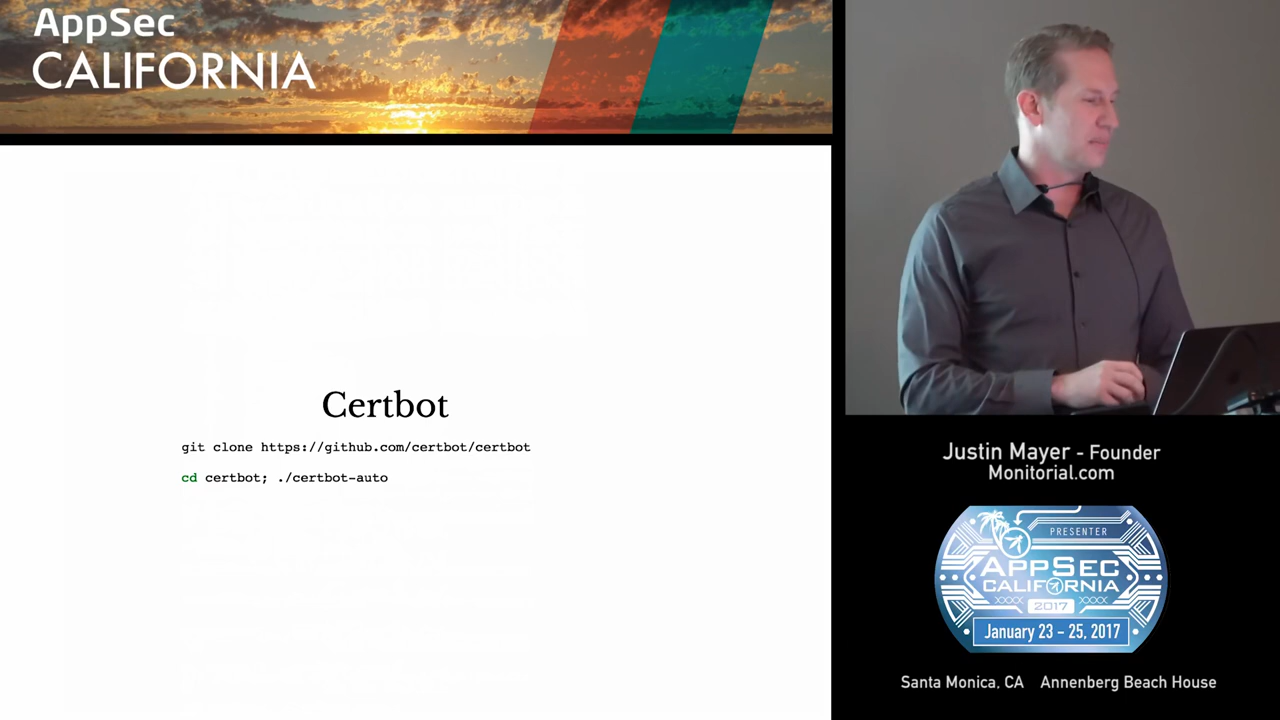 AppSec
CALIFORNIA
Certbot
git clone https://github.com/certbot/certbot
cd certbot; ./certbot-auto
Justin Mayer - Founder
Monitorial.com
PRESENTER
APPSEC
CALIFORNIA
2017
January 23 - 25, 2017
Santa Monica, CA Annenberg Beach House